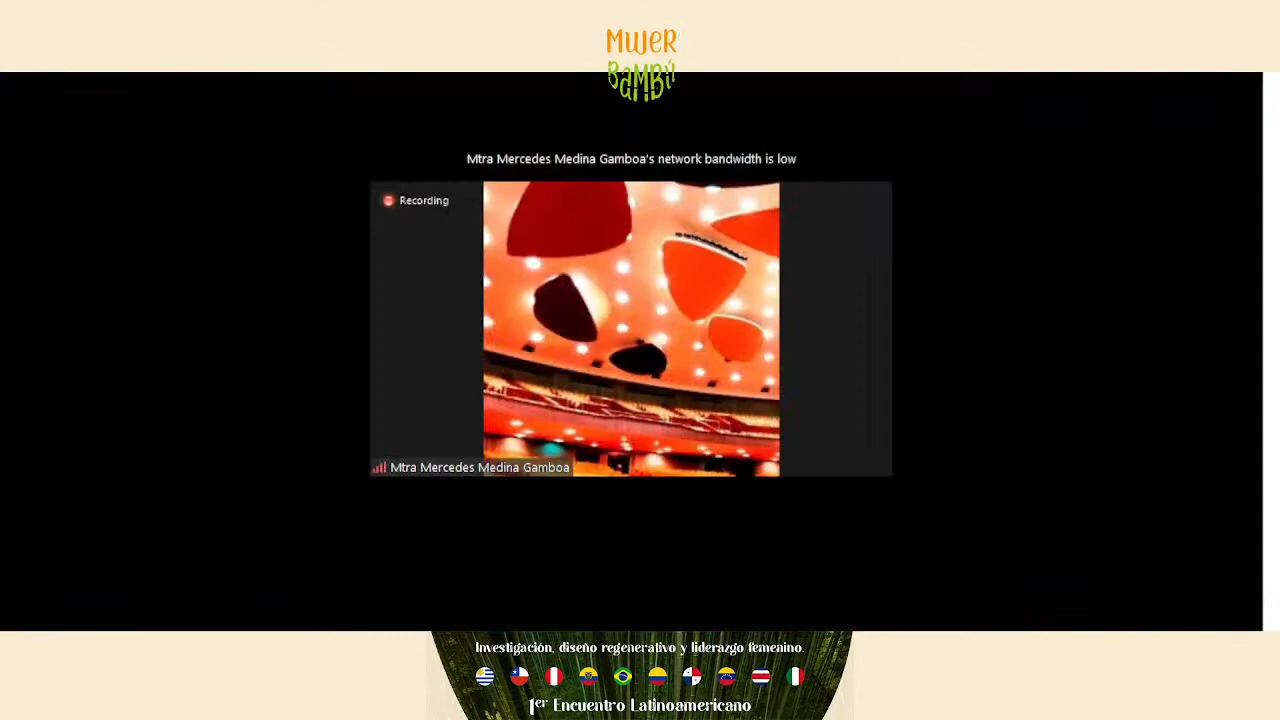 MUJER
BAMBÚ
Mtra Mercedes Medina Gamboa's network bandwidth is low
Recording
Mtra Mercedes Medina Gamboa
Investigación, diseño regenerativo y liderazgo femenino.
1er Encuentro Latinoamericano